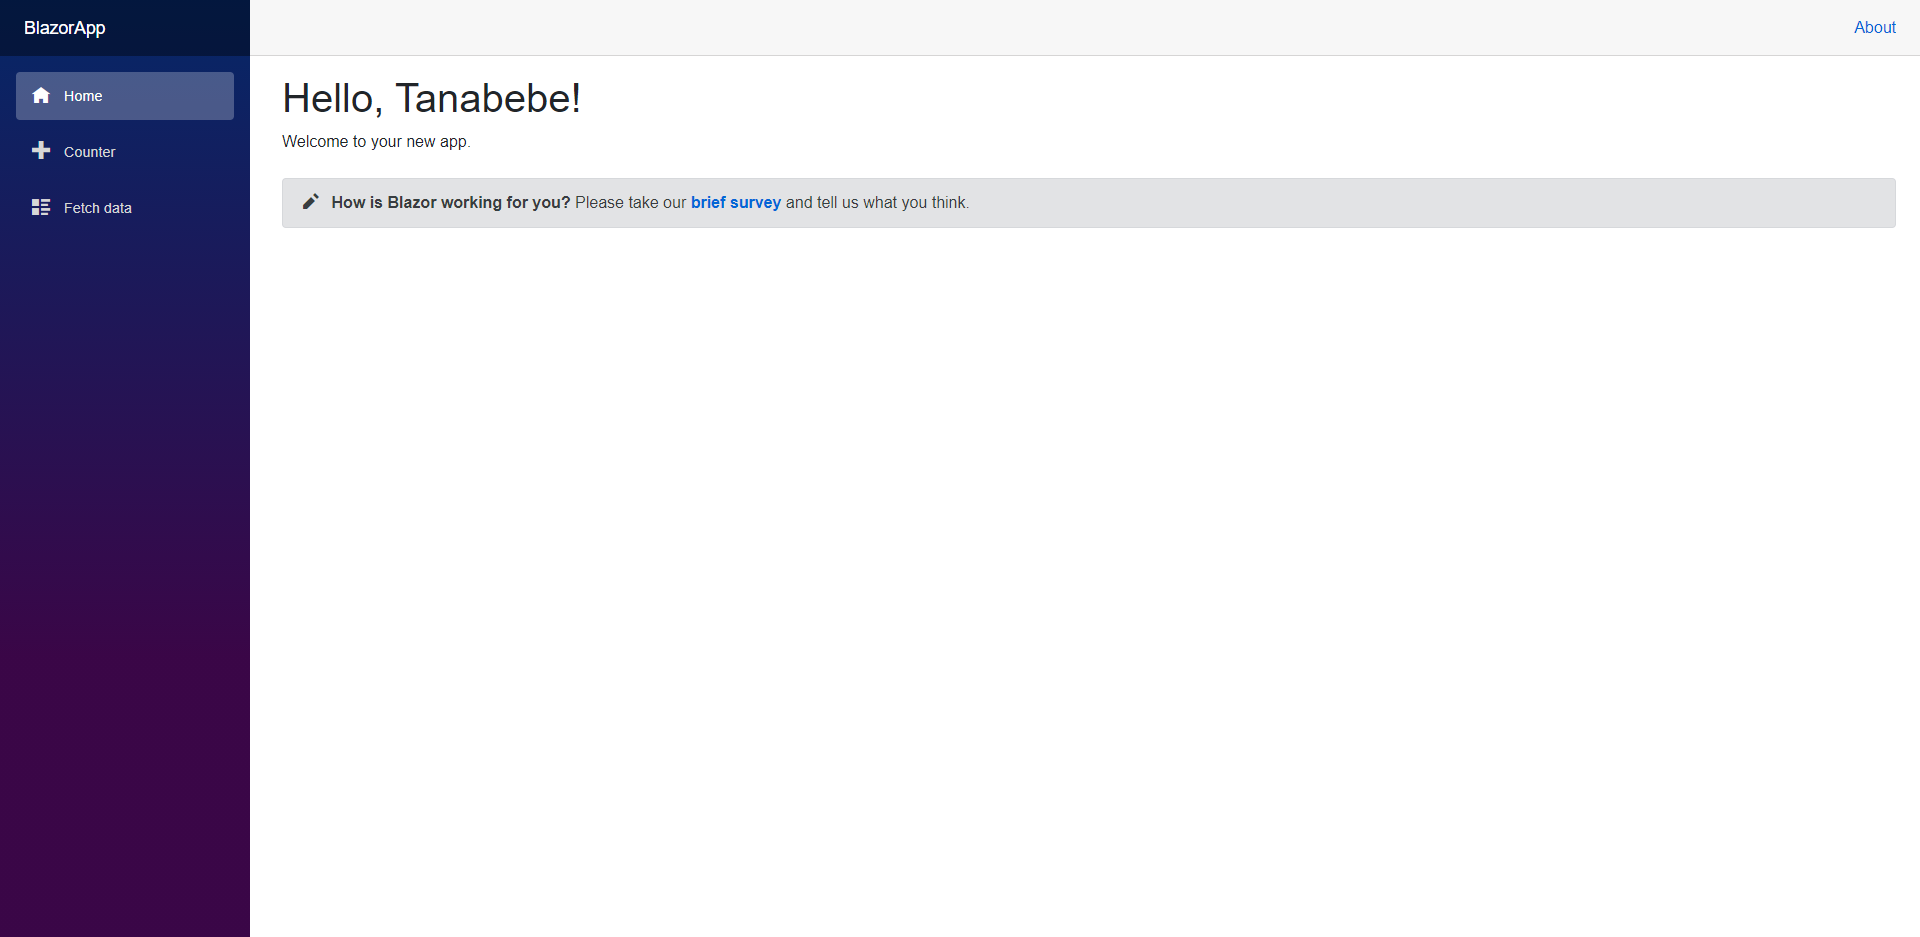 BlazorApp
About
Home
Counter
Fetch data
Hello, Tanabebe!
Welcome to your new app.
How is Blazor working for you? Please take our brief survey and tell us what you think.